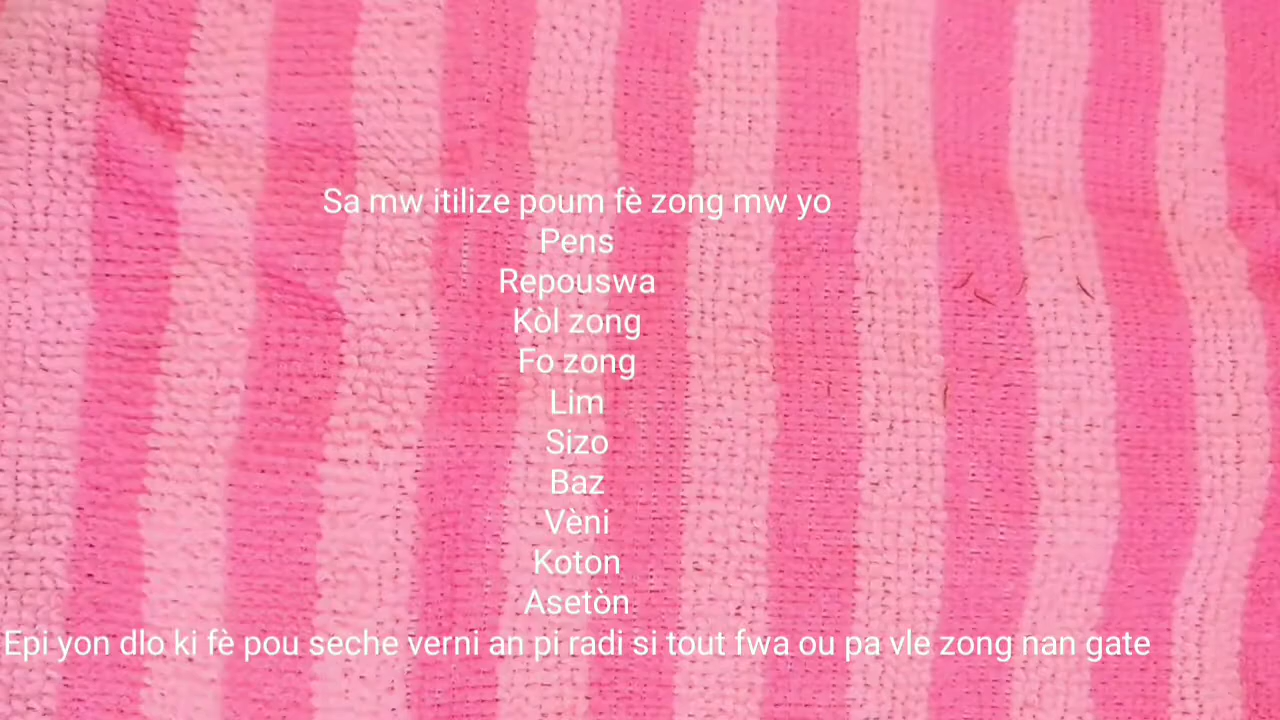 Sa mw itilize poum fè zong mw yo
Pens
Repouswa
Kòl zong
Fo zong
Lim
Sizo
Baz
Vèni
Koton
Asetòn
Epi yon dlo ki fè pou seche verni an pi radi si tout fwa ou pa vle zong nan gate